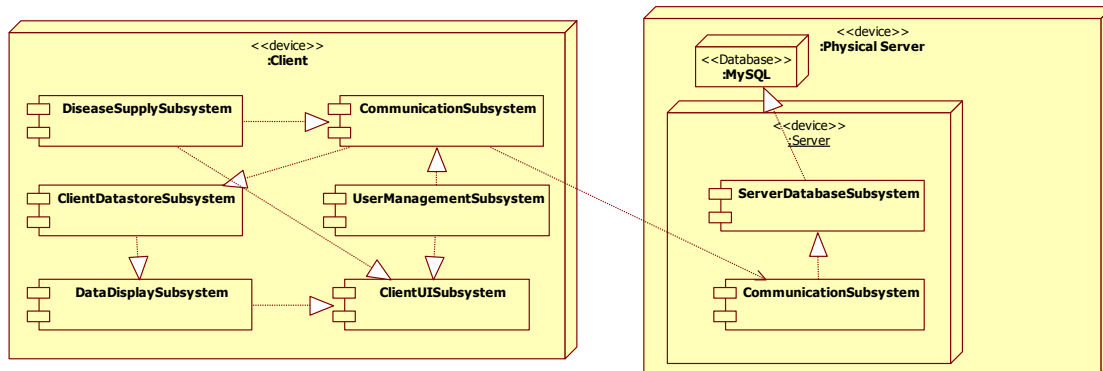 <<device>>
:Client
DiseaseSupplySubsystem
CommunicationSubsystem
ClientDatastoreSubsystem
UserManagementSubsystem
DataDisplaySubsystem
ClientUISubsystem
<<device>>
:Physical Server
<<Database>>
:MySQL
<<device>>
:Server
ServerDatabaseSubsystem
CommunicationSubsystem